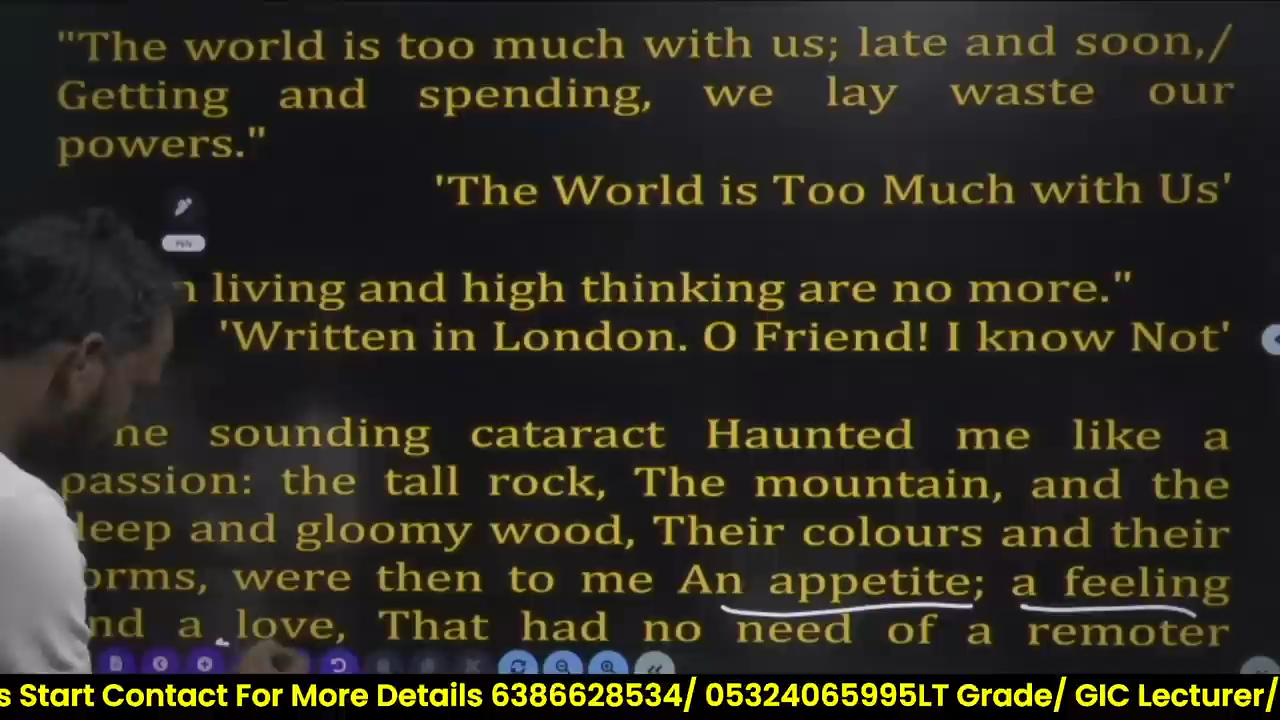 "The world is too much with us; late and soon,/
Getting and spending, we lay waste our
powers."
'The World is Too Much with Us'
PEN
living and high thinking are no more."
'Written in London. O Friend! I know Not'
sounding cataract Haunted me like a
passion: the tall rock, The mountain, and the
deep and gloomy wood, Their colours and their
orms, were then to me An appetite; a feeling
nd a love, That had no need of a remoter
s Start Contact For More Details 6386628534/ 05324065995LT Grade/ GIC Lecturer/